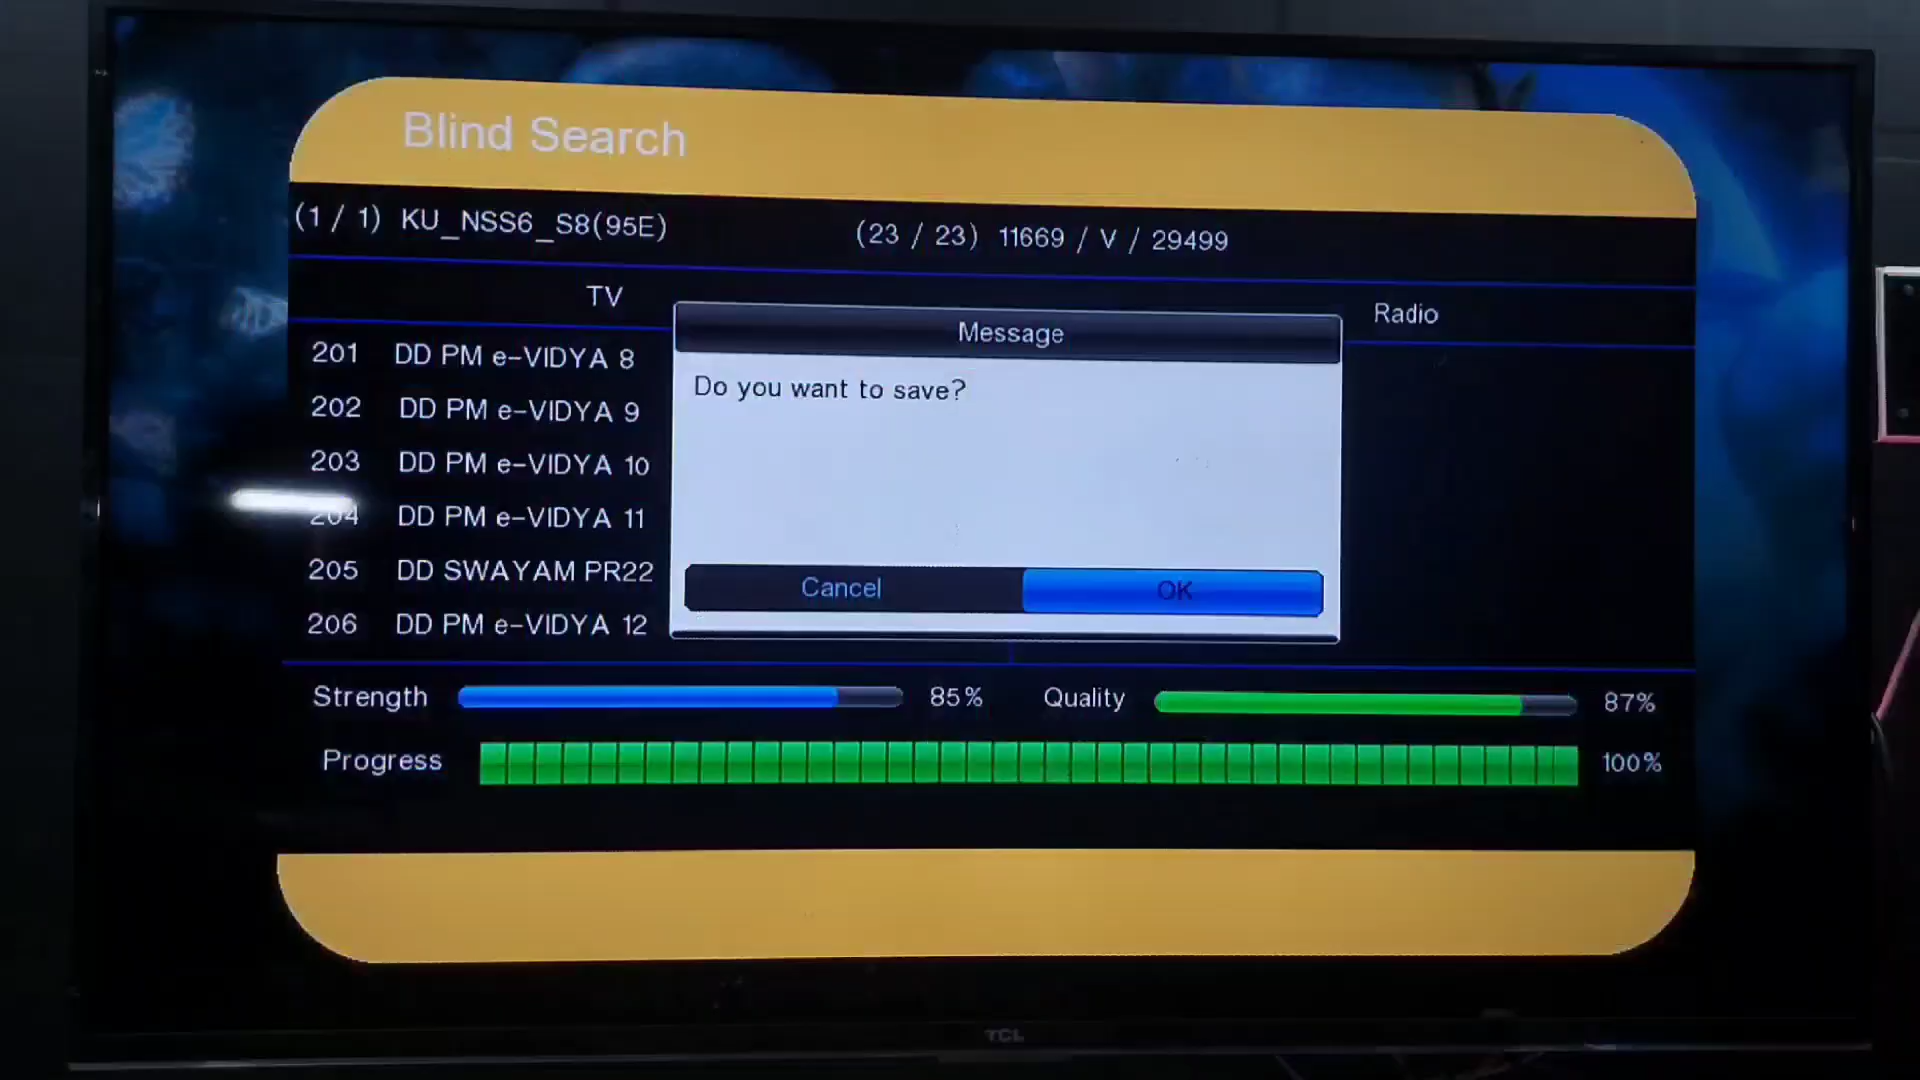 Blind Search
(1 / 1) KU_NSS6_S8(95E) (23 / 23) 11669 / V / 29499
TV Radio
Message
Do you want to save?
201 DD PM e-VIDYA 8
202 DD PM e-VIDYA 9
203 DD PM e-VIDYA 10
204 DD PM e-VIDYA 11
205 DD SWAYAM PR22
206 DD PM e-VIDYA 12
Cancel OK
Strength 85% Quality 87%
Progress 100%
TCL